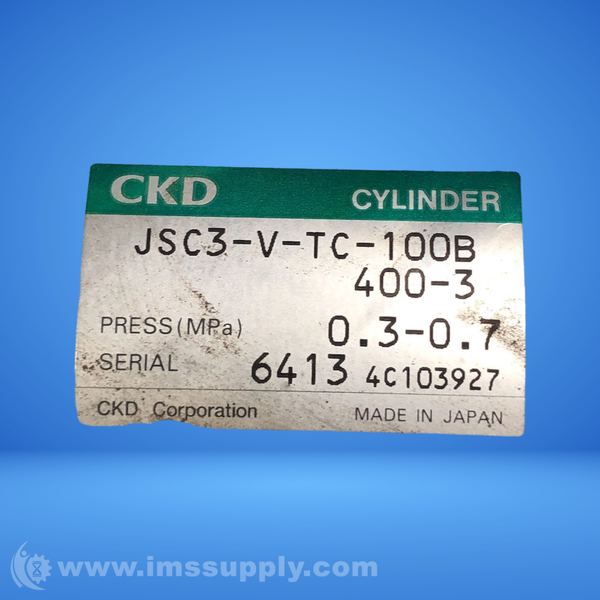 CKD CYLINDER
JSC3-V-TC-100B
400-3
PRESS(MPa) 0.3-0.7
SERIAL 6413 4C103927
CKD Corporation MADE IN JAPAN
www.imssupply.com